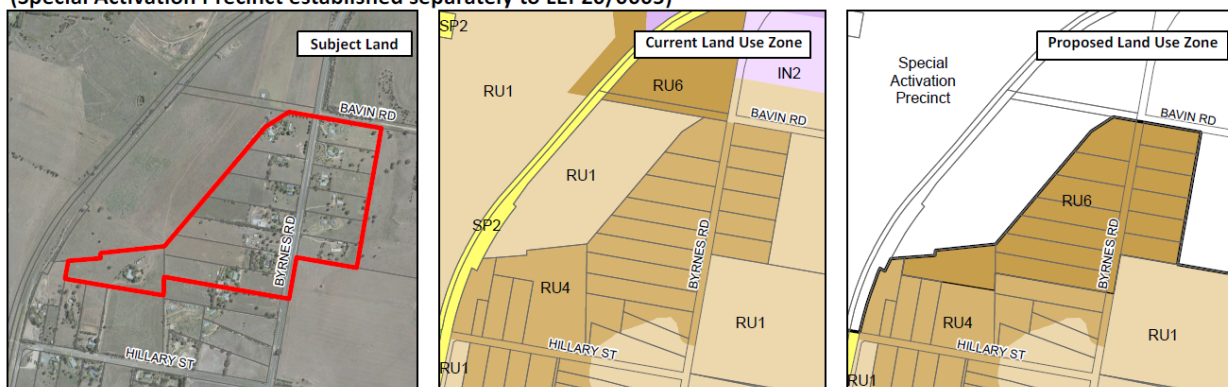 (Special Activation Precinct established separately to LEP20/0005)
Subject Land
BAVIN RD
BYRNES RD
HILLARY ST
Current Land Use Zone
SP2
RU1
RU6
IN2
BAVIN RD
RU1
SP2
BYRNES RD
RU4
RU1
HILLARY ST
RU1
Proposed Land Use Zone
Special
Activation
Precinct
BAVIN RD
RU6
BYRNES RD
RU4
RU1
HILLARY ST
RU1